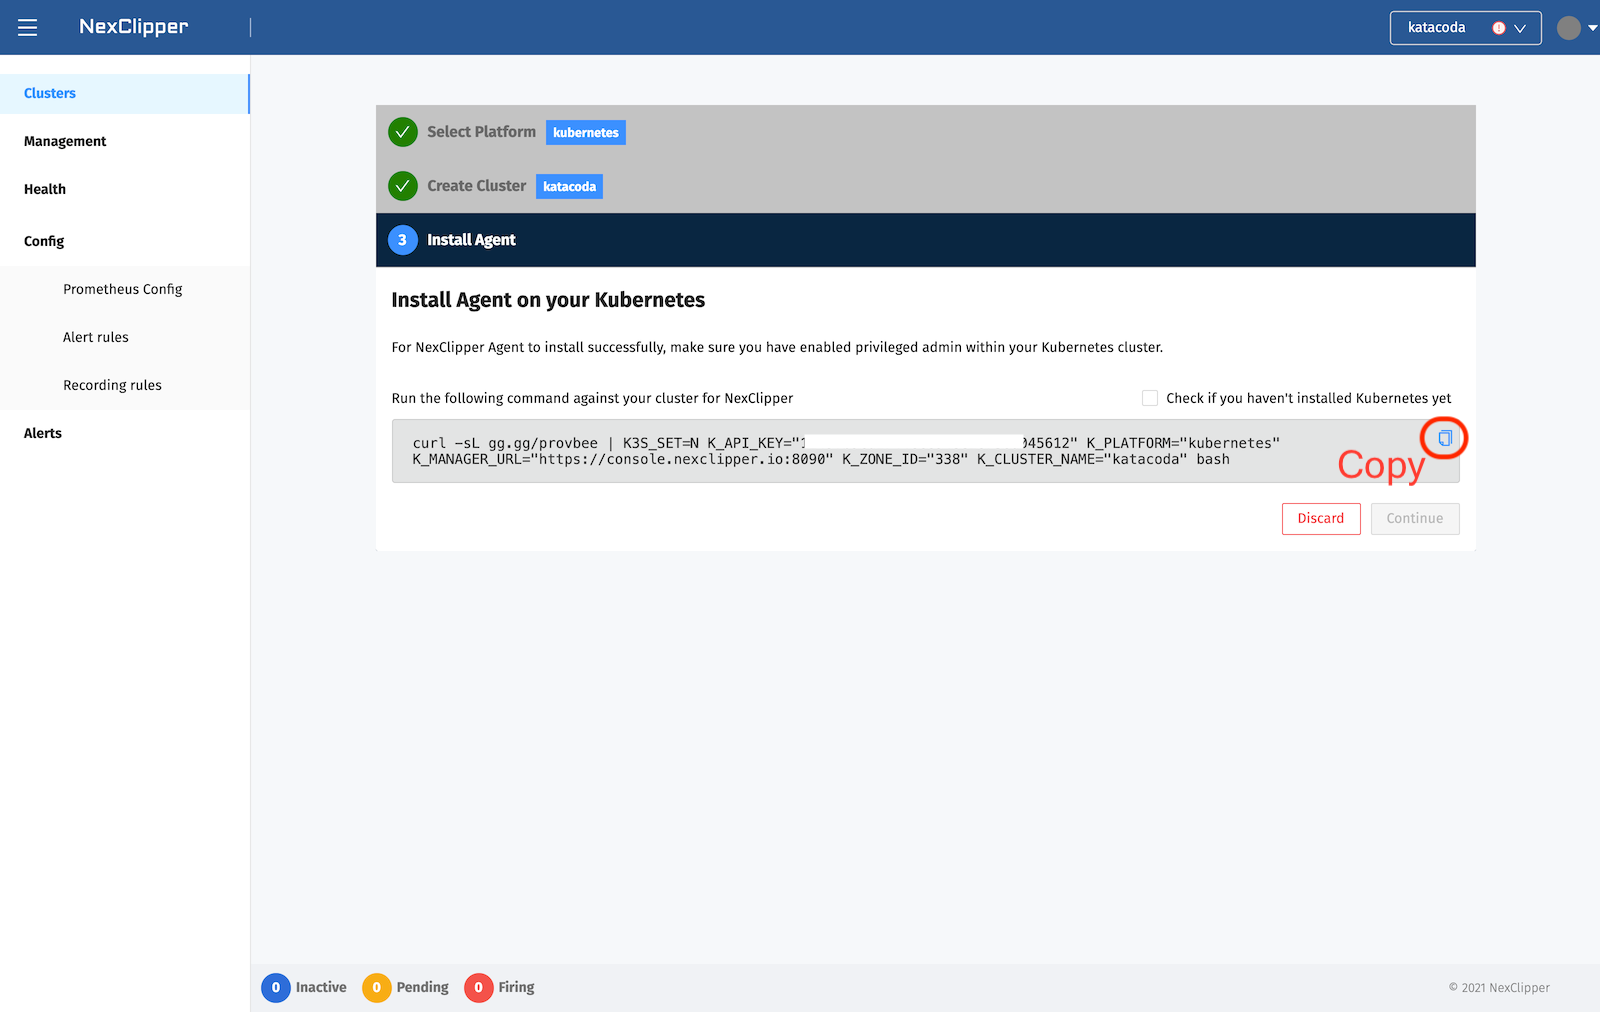 NexClipper
katacoda
Clusters
Management
Health
Config
Prometheus Config
Alert rules
Recording rules
Alerts
Select Platform kubernetes
Create Cluster katacoda
3 Install Agent
Install Agent on your Kubernetes
For NexClipper Agent to install successfully, make sure you have enabled privileged admin within your Kubernetes cluster.
Run the following command against your cluster for NexClipper
Check if you haven't installed Kubernetes yet
curl -sL gg.gg/provbee | K3S_SET=N K_API_KEY="1 45612" K_PLATFORM="kubernetes"
K_MANAGER_URL="https://console.nexclipper.io:8090" K_ZONE_ID="338" K_CLUSTER_NAME="katacoda" bash
Copy
Discard
Continue
0 Inactive 0 Pending 0 Firing
© 2021 NexClipper